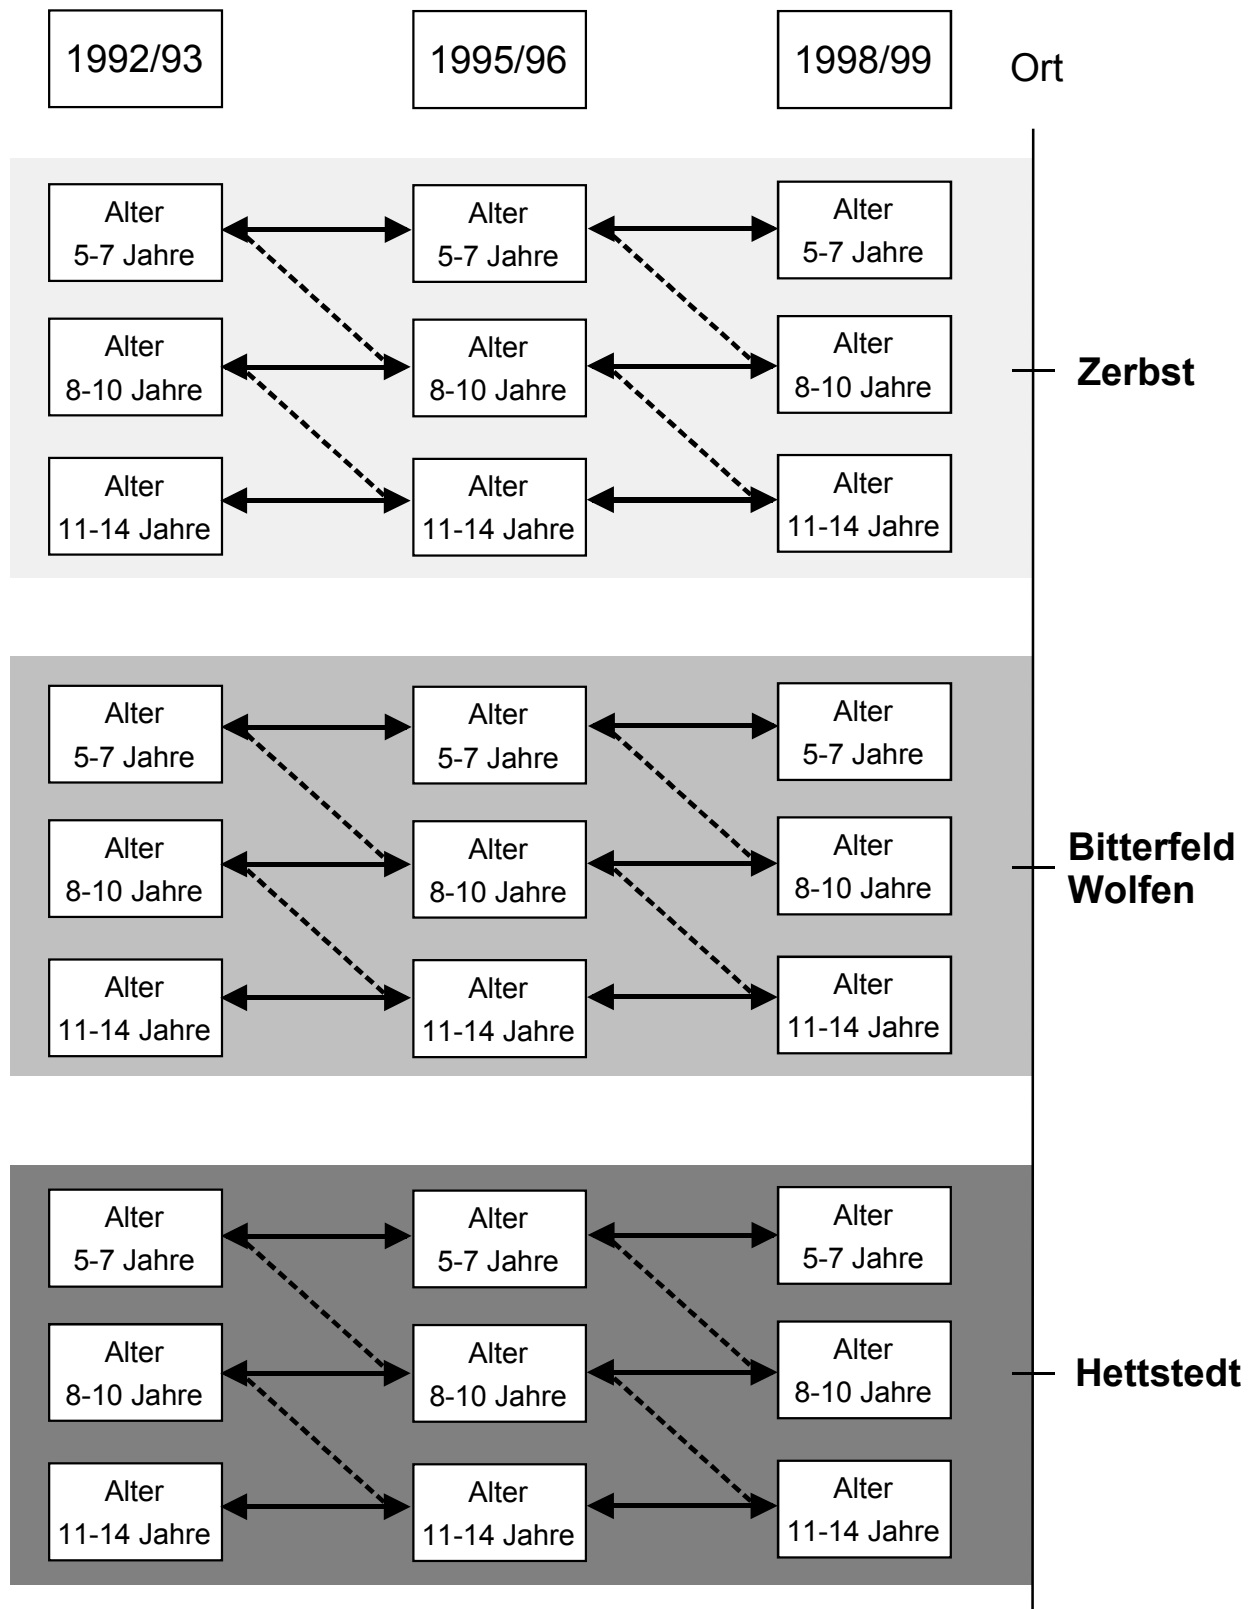 1992/93
1995/96
1998/99
Ort
Alter
5-7 Jahre
Alter
5-7 Jahre
Alter
5-7 Jahre
Alter
8-10 Jahre
Alter
8-10 Jahre
Alter
8-10 Jahre
Zerbst
Alter
11-14 Jahre
Alter
11-14 Jahre
Alter
11-14 Jahre
Alter
5-7 Jahre
Alter
5-7 Jahre
Alter
5-7 Jahre
Alter
8-10 Jahre
Alter
8-10 Jahre
Alter
8-10 Jahre
Bitterfeld
Wolfen
Alter
11-14 Jahre
Alter
11-14 Jahre
Alter
11-14 Jahre
Alter
5-7 Jahre
Alter
5-7 Jahre
Alter
5-7 Jahre
Alter
8-10 Jahre
Alter
8-10 Jahre
Alter
8-10 Jahre
Hettstedt
Alter
11-14 Jahre
Alter
11-14 Jahre
Alter
11-14 Jahre